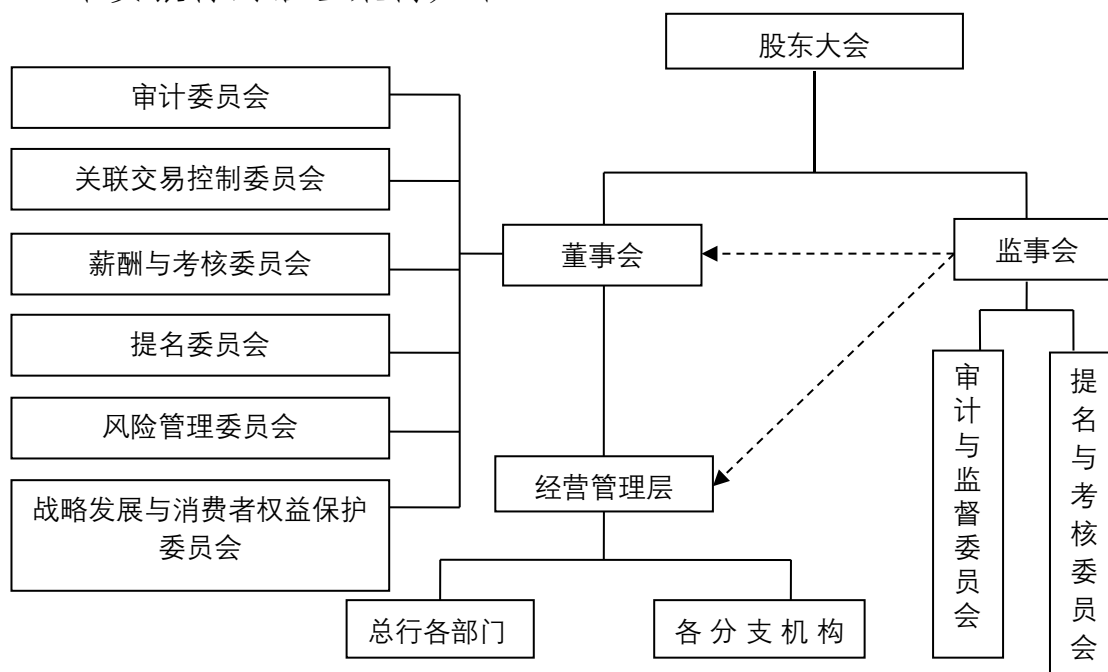 股东大会
审计委员会
关联交易控制委员会
薪酬与考核委员会
董事会
监事会
提名委员会
风险管理委员会
战略发展与消费者权益保护
委员会
经营管理层
审计与监督委员会
提名与考核委员会
总行各部门
各分支机构